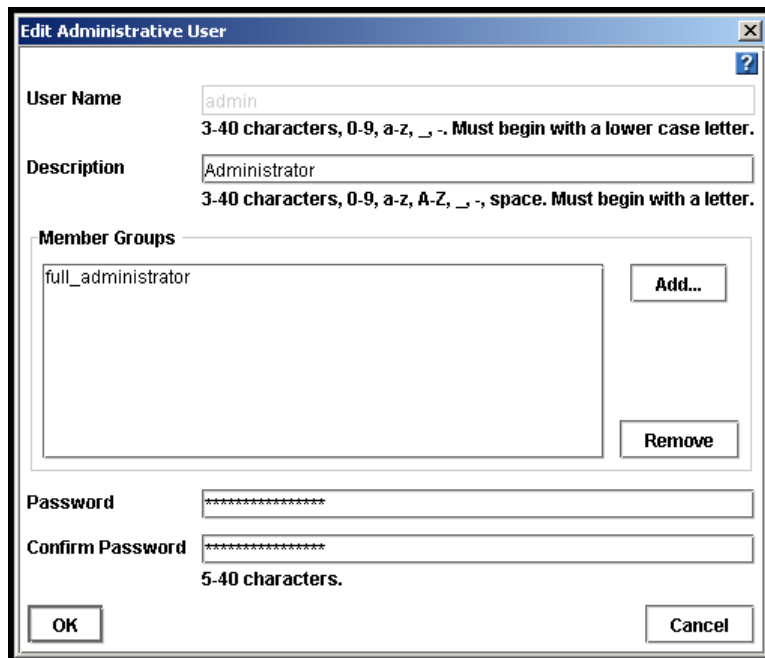 Edit Administrative User
?
User Name
admin
3-40 characters, 0-9, a-z, _, -. Must begin with a lower case letter.
Description
Administrator
3-40 characters, 0-9, a-z, A-Z, _, -, space. Must begin with a letter.
Member Groups
full_administrator
Add...
Remove
Password
****************
Confirm Password
****************
5-40 characters.
OK
Cancel